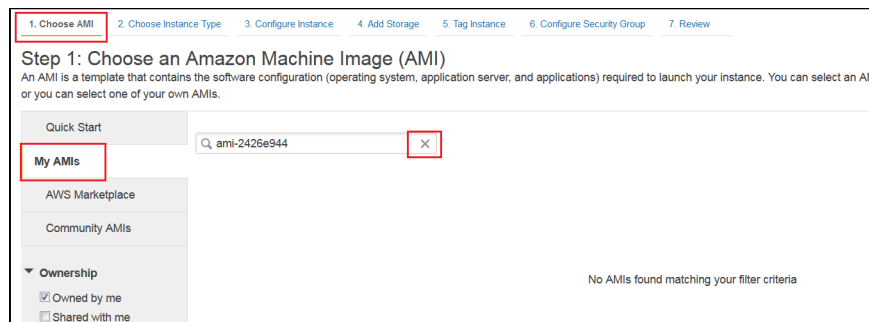 1. Choose AMI 2. Choose Instance Type 3. Configure Instance 4. Add Storage 5. Tag Instance 6. Configure Security Group 7. Review
Step 1: Choose an Amazon Machine Image (AMI)
An AMI is a template that contains the software configuration (operating system, application server, and applications) required to launch your instance. You can select an
or you can select one of your own AMIs.
Quick Start
ami-2426e944
My AMIs
AWS Marketplace
Community AMIs
Ownership
No AMIs found matching your filter criteria
Owned by me
Shared with me